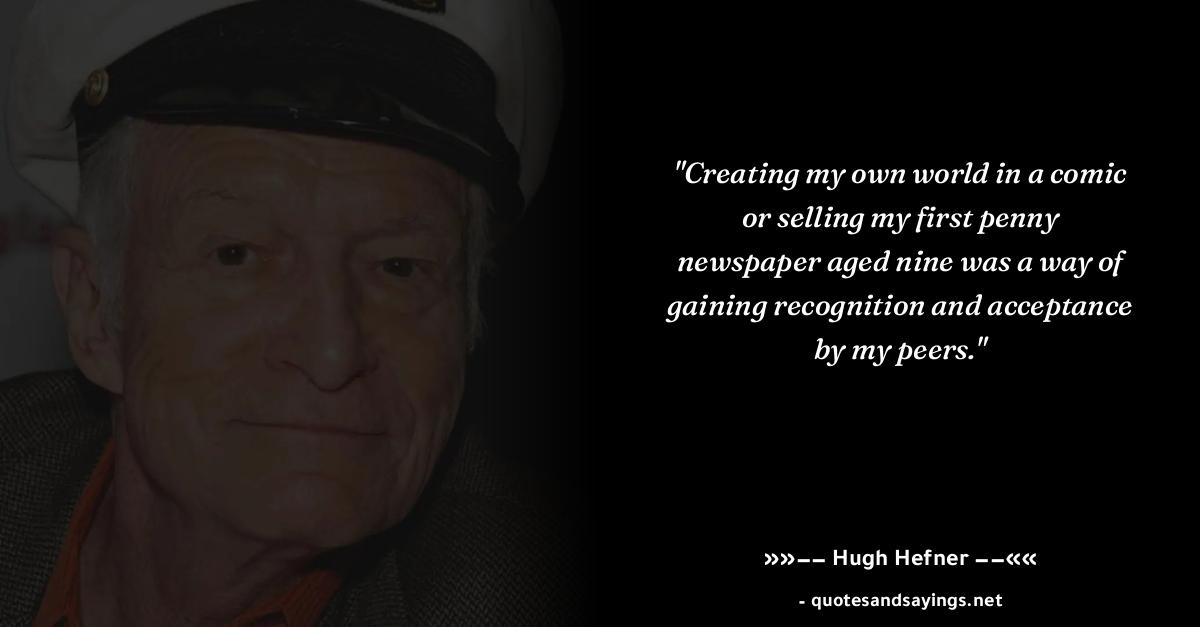 "Creating my own world in a comic
or selling my first penny
newspaper aged nine was a way of
gaining recognition and acceptance
by my peers."
»»—— Hugh Hefner ——««
- quotesandsayings.net